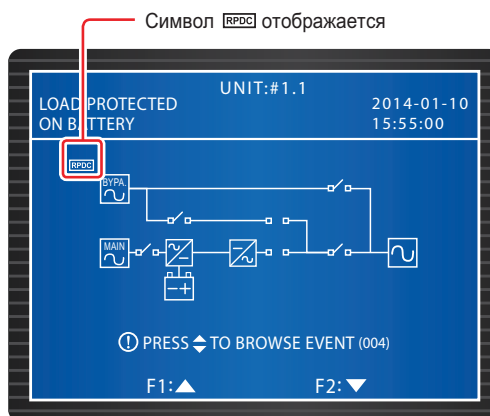 Символ RPDC отображается
UNIT:#1.1
LOAD PROTECTED
ON BATTERY
2014-01-10
15:55:00
RPDC
BYPA.
MAIN
PRESS TO BROWSE EVENT (004)
F1: F2: